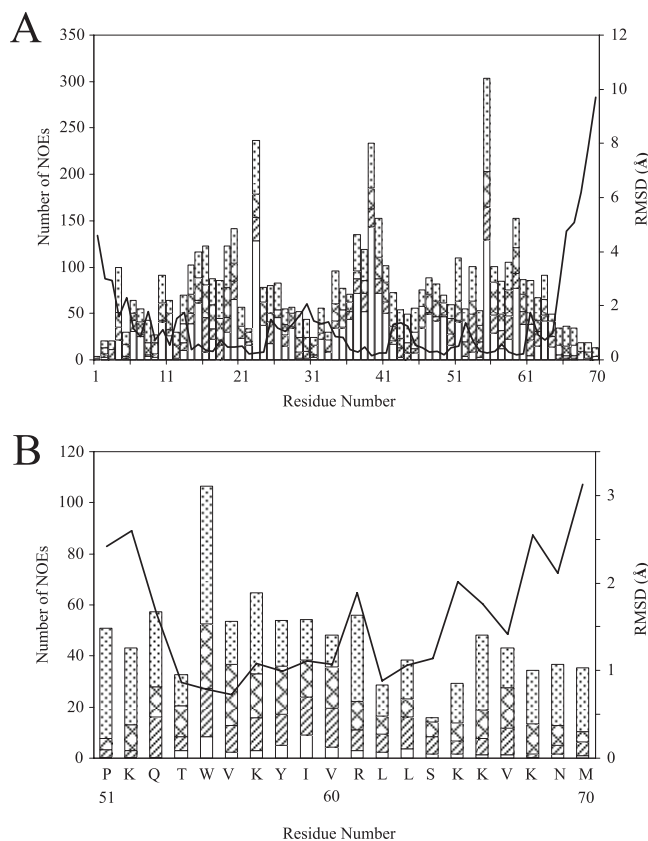 A
350
300
250
200
150
100
50
0
Number of NOEs
12
10
8
6
4
2
0
RMSD (Å)
1 11 21 31 41 51 61 70
Residue Number
B
120
100
80
60
40
20
0
Number of NOEs
3
2
1
0
RMSD (Å)
P K Q T W V K Y I V R L L S K K V K N M
51 60 70
Residue Number